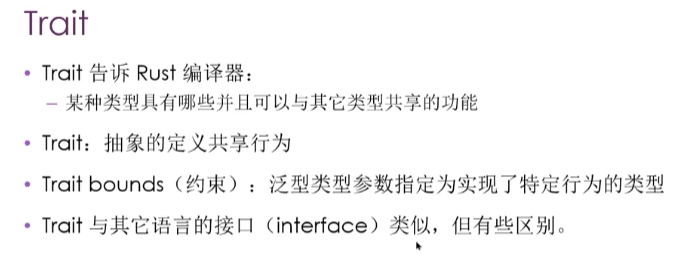 Trait
• Trait 告诉 Rust 编译器：
– 某种类型具有哪些并且可以与其它类型共享的功能
• Trait：抽象的定义共享行为
• Trait bounds（约束）：泛型类型参数指定为实现了特定行为的类型
• Trait 与其它语言的接口（interface）类似，但有些区别。